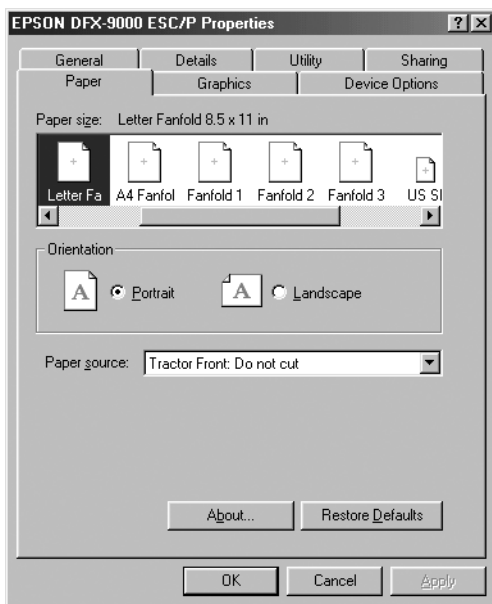 EPSON DFX-9000 ESC/P Properties
General Details Utility Sharing
Paper Graphics Device Options
Paper size: Letter Fanfold 8.5 x 11 in
Letter Fa A4 Fanfol Fanfold 1 Fanfold 2 Fanfold 3 US SI
Orientation
A Portrait A Landscape
Paper source: Tractor Front: Do not cut
About... Restore Defaults
OK Cancel Apply